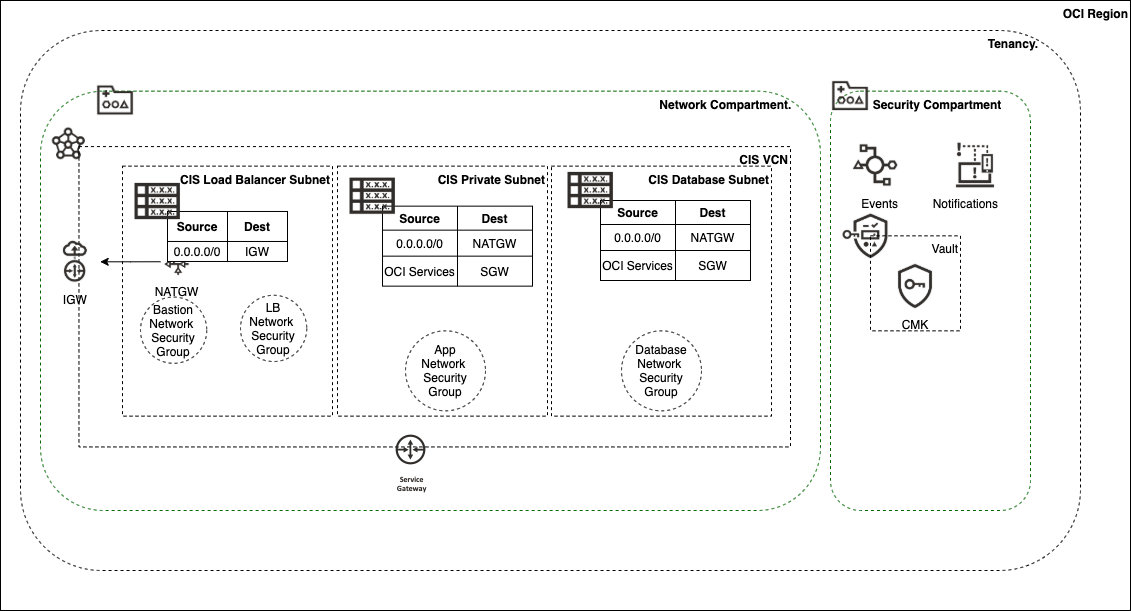 OCI Region
Tenancy.
Network Compartment.
Security Compartment
CIS VCN
CIS Load Balancer Subnet
x.x.x.
x.x.x.
x.x.x.
Source Dest
0.0.0.0/0 IGW
NATGW
Bastion
Network
Security
Group
LB
Network
Security
Group
IGW
CIS Private Subnet
x.x.x.
x.x.x.
x.x.x.
Source Dest
0.0.0.0/0 NATGW
OCI Services SGW
App
Network
Security
Group
CIS Database Subnet
x.x.x.
x.x.x.
x.x.x.
Source Dest
0.0.0.0/0 NATGW
OCI Services SGW
Database
Network
Security
Group
Service
Gateway
Events
Notifications
Vault
CMK